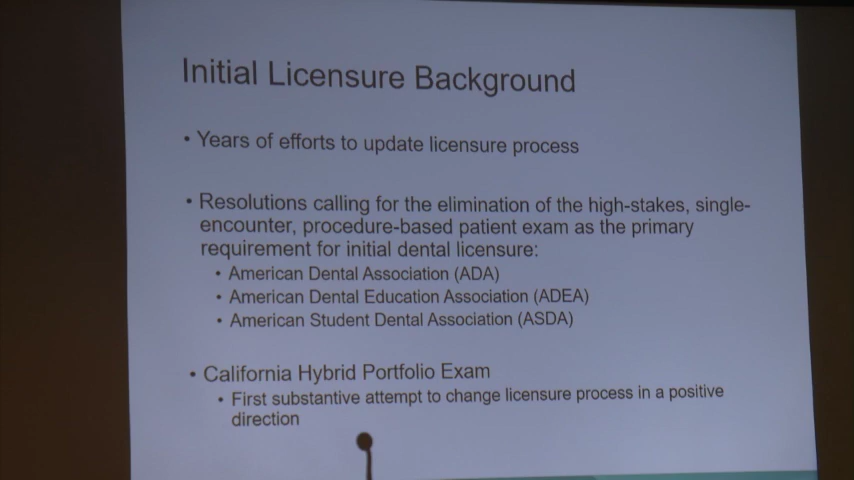 Initial Licensure Background
• Years of efforts to update licensure process
• Resolutions calling for the elimination of the high-stakes, single-
encounter, procedure-based patient exam as the primary
requirement for initial dental licensure:
• American Dental Association (ADA)
• American Dental Education Association (ADEA)
• American Student Dental Association (ASDA)
• California Hybrid Portfolio Exam
• First substantive attempt to change licensure process in a positive
direction